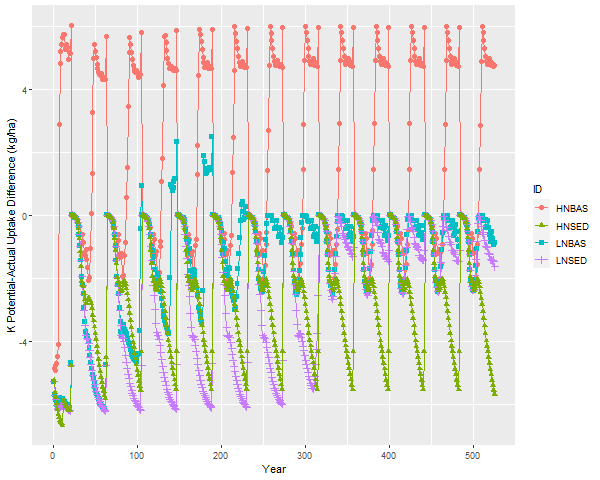 K Potential-Actual Uptake Difference (kg/ha)
4
0
-4
0
100
200
300
400
500
Year
ID
HNBAS
HNSED
LNBAS
LNSED